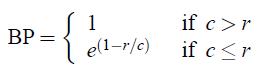 BP = { 1 if c > r
e^(1−r/c) if c ≤ r